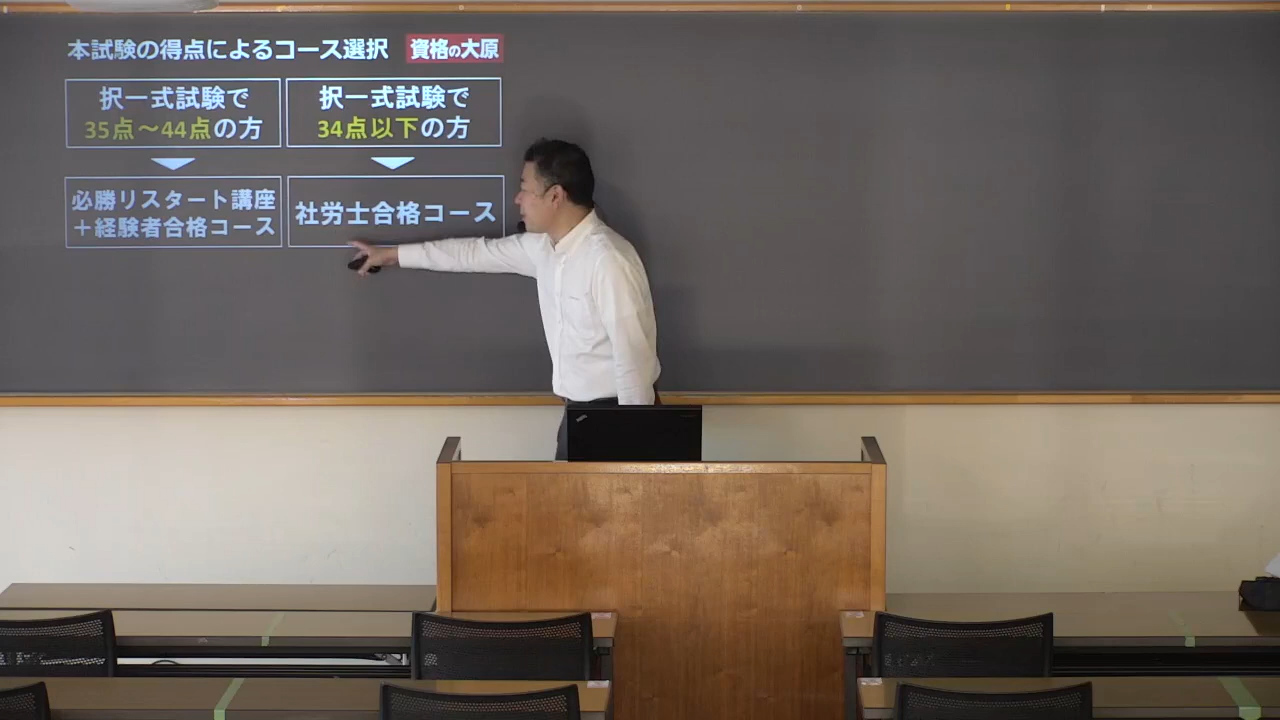 本試験の得点によるコース選択 資格の大原
択一式試験で
35点～44点の方
択一式試験で
34点以下の方
必勝リスタート講座
＋経験者合格コース
社労士合格コース